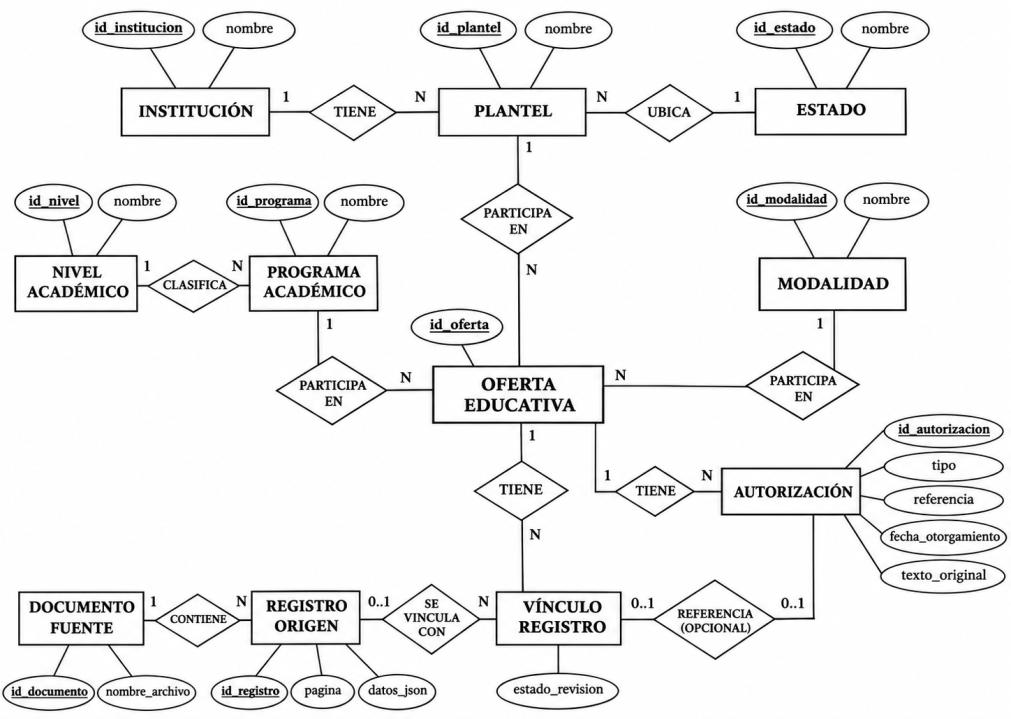 id_institucion
nombre
id_plantel
nombre
id_estado
nombre
INSTITUCIÓN
1
TIENE
N
PLANTEL
N
UBICA
1
ESTADO
1
id_nivel
nombre
id_programa
nombre
PARTICIPA
EN
id_modalidad
nombre
NIVEL
ACADÉMICO
1
CLASIFICA
N
PROGRAMA
ACADÉMICO
N
MODALIDAD
1
id_oferta
1
PARTICIPA
EN
N
OFERTA
EDUCATIVA
N
PARTICIPA
EN
1
TIENE
N
1
TIENE
N
AUTORIZACIÓN
id_autorizacion
tipo
referencia
fecha_otorgamiento
texto_original
DOCUMENTO
FUENTE
1
CONTIENE
N
REGISTRO
ORIGEN
0..1
SE
VINCULA
CON
N
VÍNCULO
REGISTRO
0..1
REFERENCIA
(OPCIONAL)
0..1
id_documento
nombre_archivo
id_registro
pagina
datos_json
estado_revision